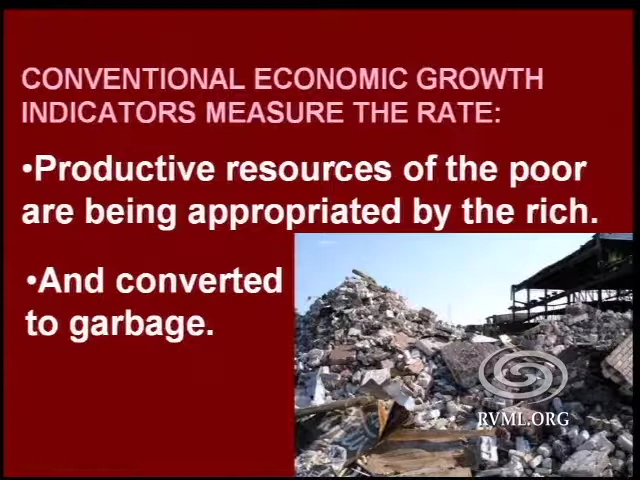 CONVENTIONAL ECONOMIC GROWTH
INDICATORS MEASURE THE RATE:
•Productive resources of the poor
are being appropriated by the rich.
•And converted
to garbage.
RVML.ORG